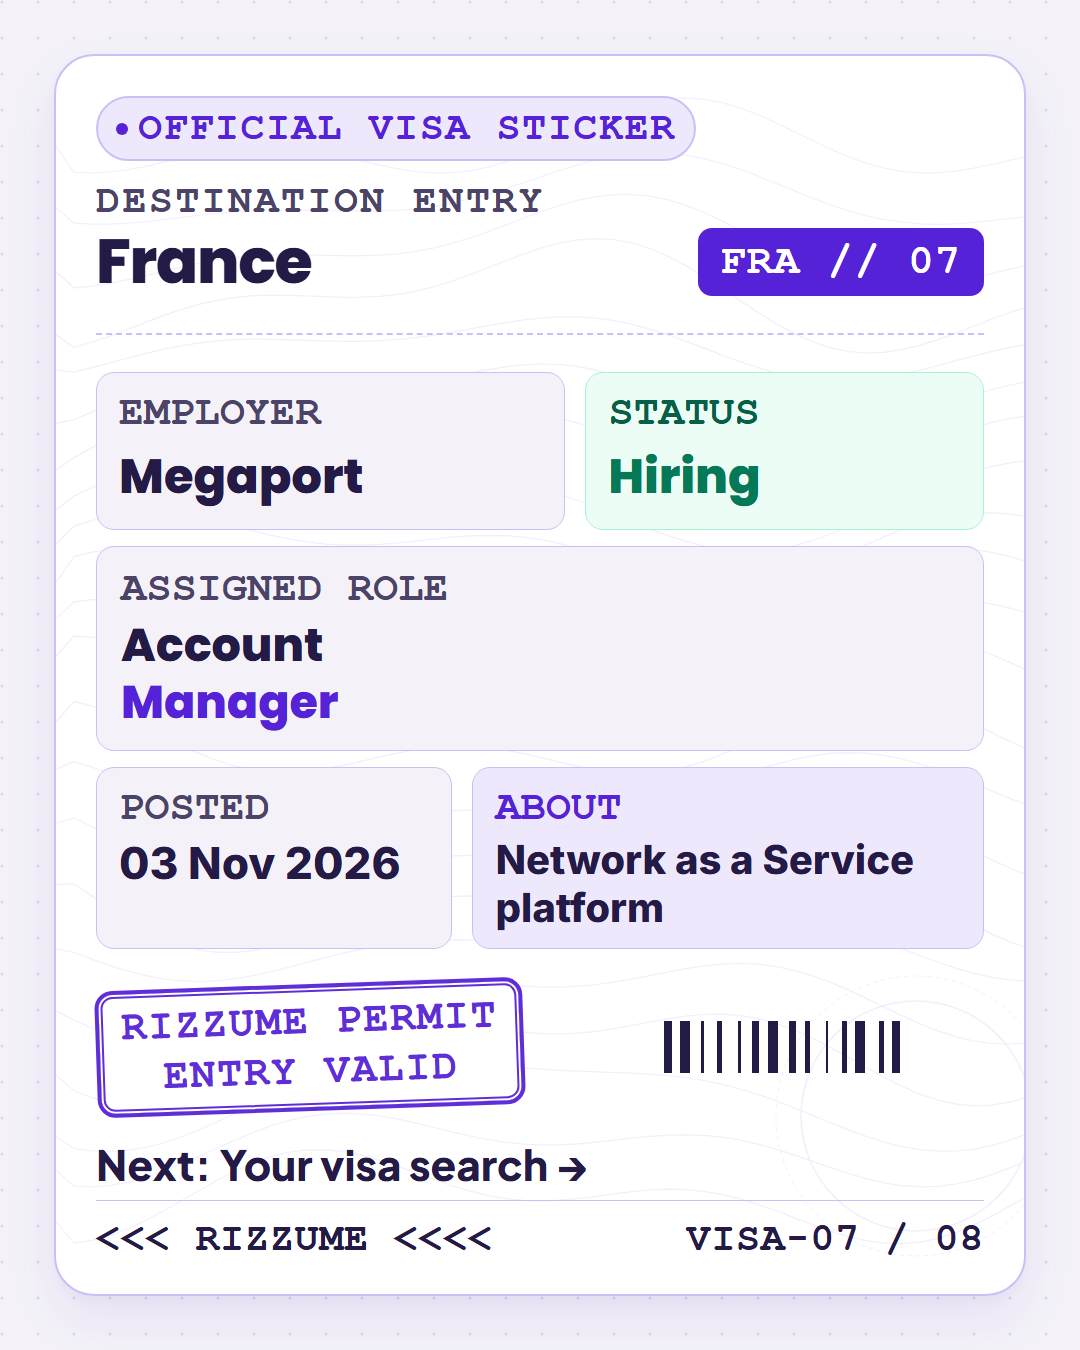 OFFICIAL VISA STICKER
DESTINATION ENTRY
France
FRA // 07
EMPLOYER
Megaport
STATUS
Hiring
ASSIGNED ROLE
Account
Manager
POSTED
03 Nov 2026
ABOUT
Network as a Service
platform
RIZZUME PERMIT
ENTRY VALID
Next: Your visa search →
<<< RIZZUME <<<<
VISA-07 / 08